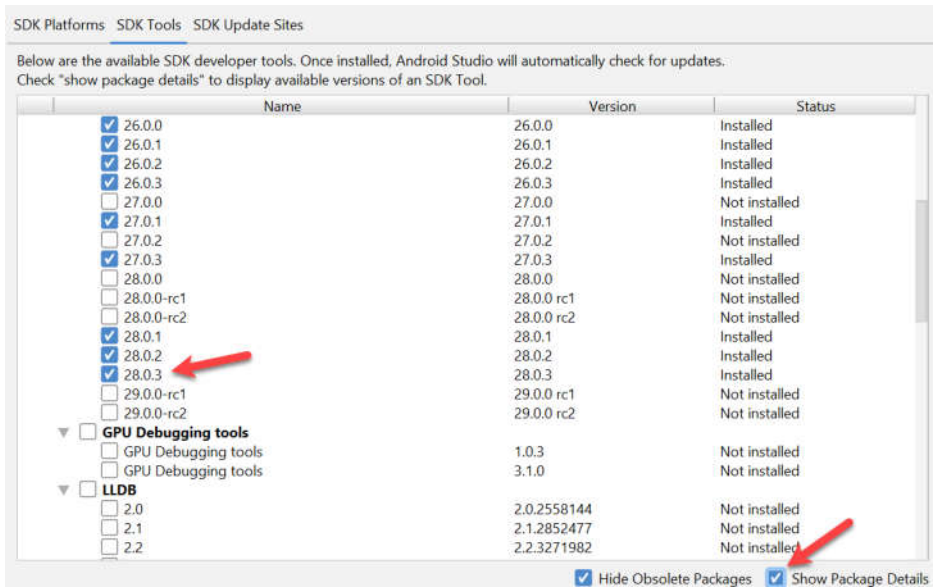 SDK Platforms SDK Tools SDK Update Sites
Below are the available SDK developer tools. Once installed, Android Studio will automatically check for updates.
Check "show package details" to display available versions of an SDK Tool.
Name Version Status
26.0.0 26.0.0 Installed
26.0.1 26.0.1 Installed
26.0.2 26.0.2 Installed
26.0.3 26.0.3 Installed
27.0.0 27.0.0 Not installed
27.0.1 27.0.1 Installed
27.0.2 27.0.2 Not installed
27.0.3 27.0.3 Installed
28.0.0 28.0.0 Not installed
28.0.0-rc1 28.0.0 rc1 Not installed
28.0.0-rc2 28.0.0 rc2 Not installed
28.0.1 28.0.1 Installed
28.0.2 28.0.2 Installed
28.0.3 28.0.3 Installed
29.0.0-rc1 29.0.0 rc1 Not installed
29.0.0-rc2 29.0.0 rc2 Not installed
GPU Debugging tools
GPU Debugging tools 1.0.3 Not installed
GPU Debugging tools 3.1.0 Not installed
LLDB
2.0 2.0.2558144 Not installed
2.1 2.1.2852477 Not installed
2.2 2.2.3271982 Not installed
Hide Obsolete Packages Show Package Details